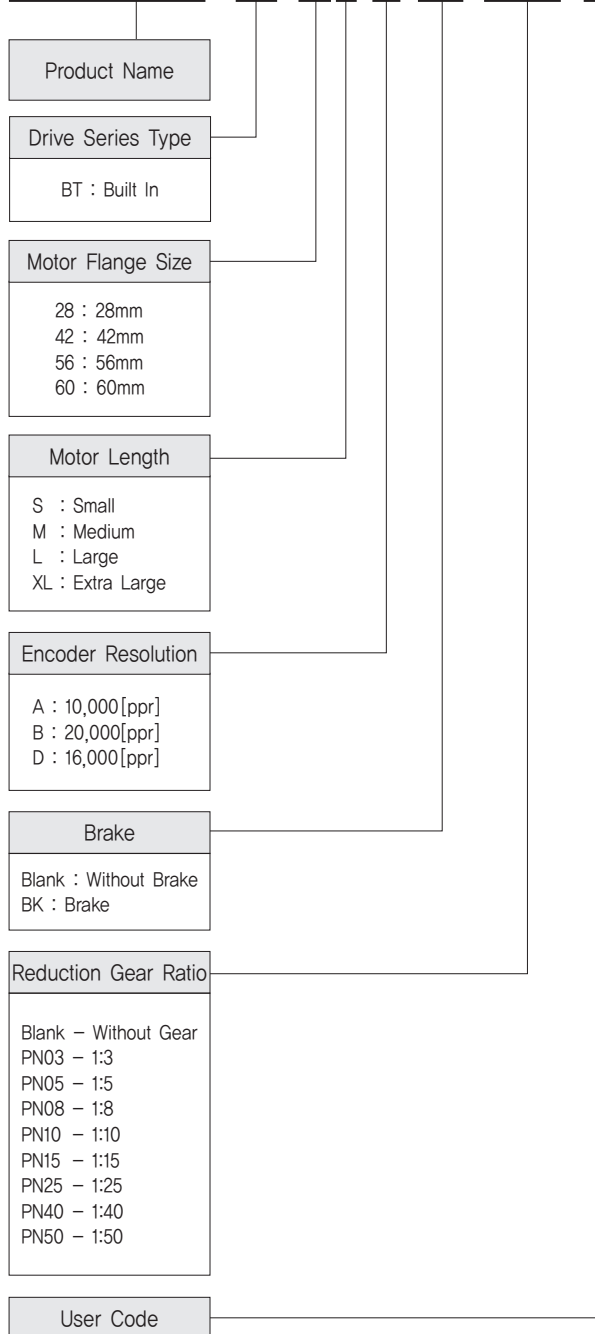 Product Name
Drive Series Type
BT : Built In
Motor Flange Size
28 : 28mm
42 : 42mm
56 : 56mm
60 : 60mm
Motor Length
S : Small
M : Medium
L : Large
XL : Extra Large
Encoder Resolution
A : 10,000[ppr]
B : 20,000[ppr]
D : 16,000[ppr]
Brake
Blank : Without Brake
BK : Brake
Reduction Gear Ratio
Blank – Without Gear
PN03 – 1:3
PN05 – 1:5
PN08 – 1:8
PN10 – 1:10
PN15 – 1:15
PN25 – 1:25
PN40 – 1:40
PN50 – 1:50
User Code